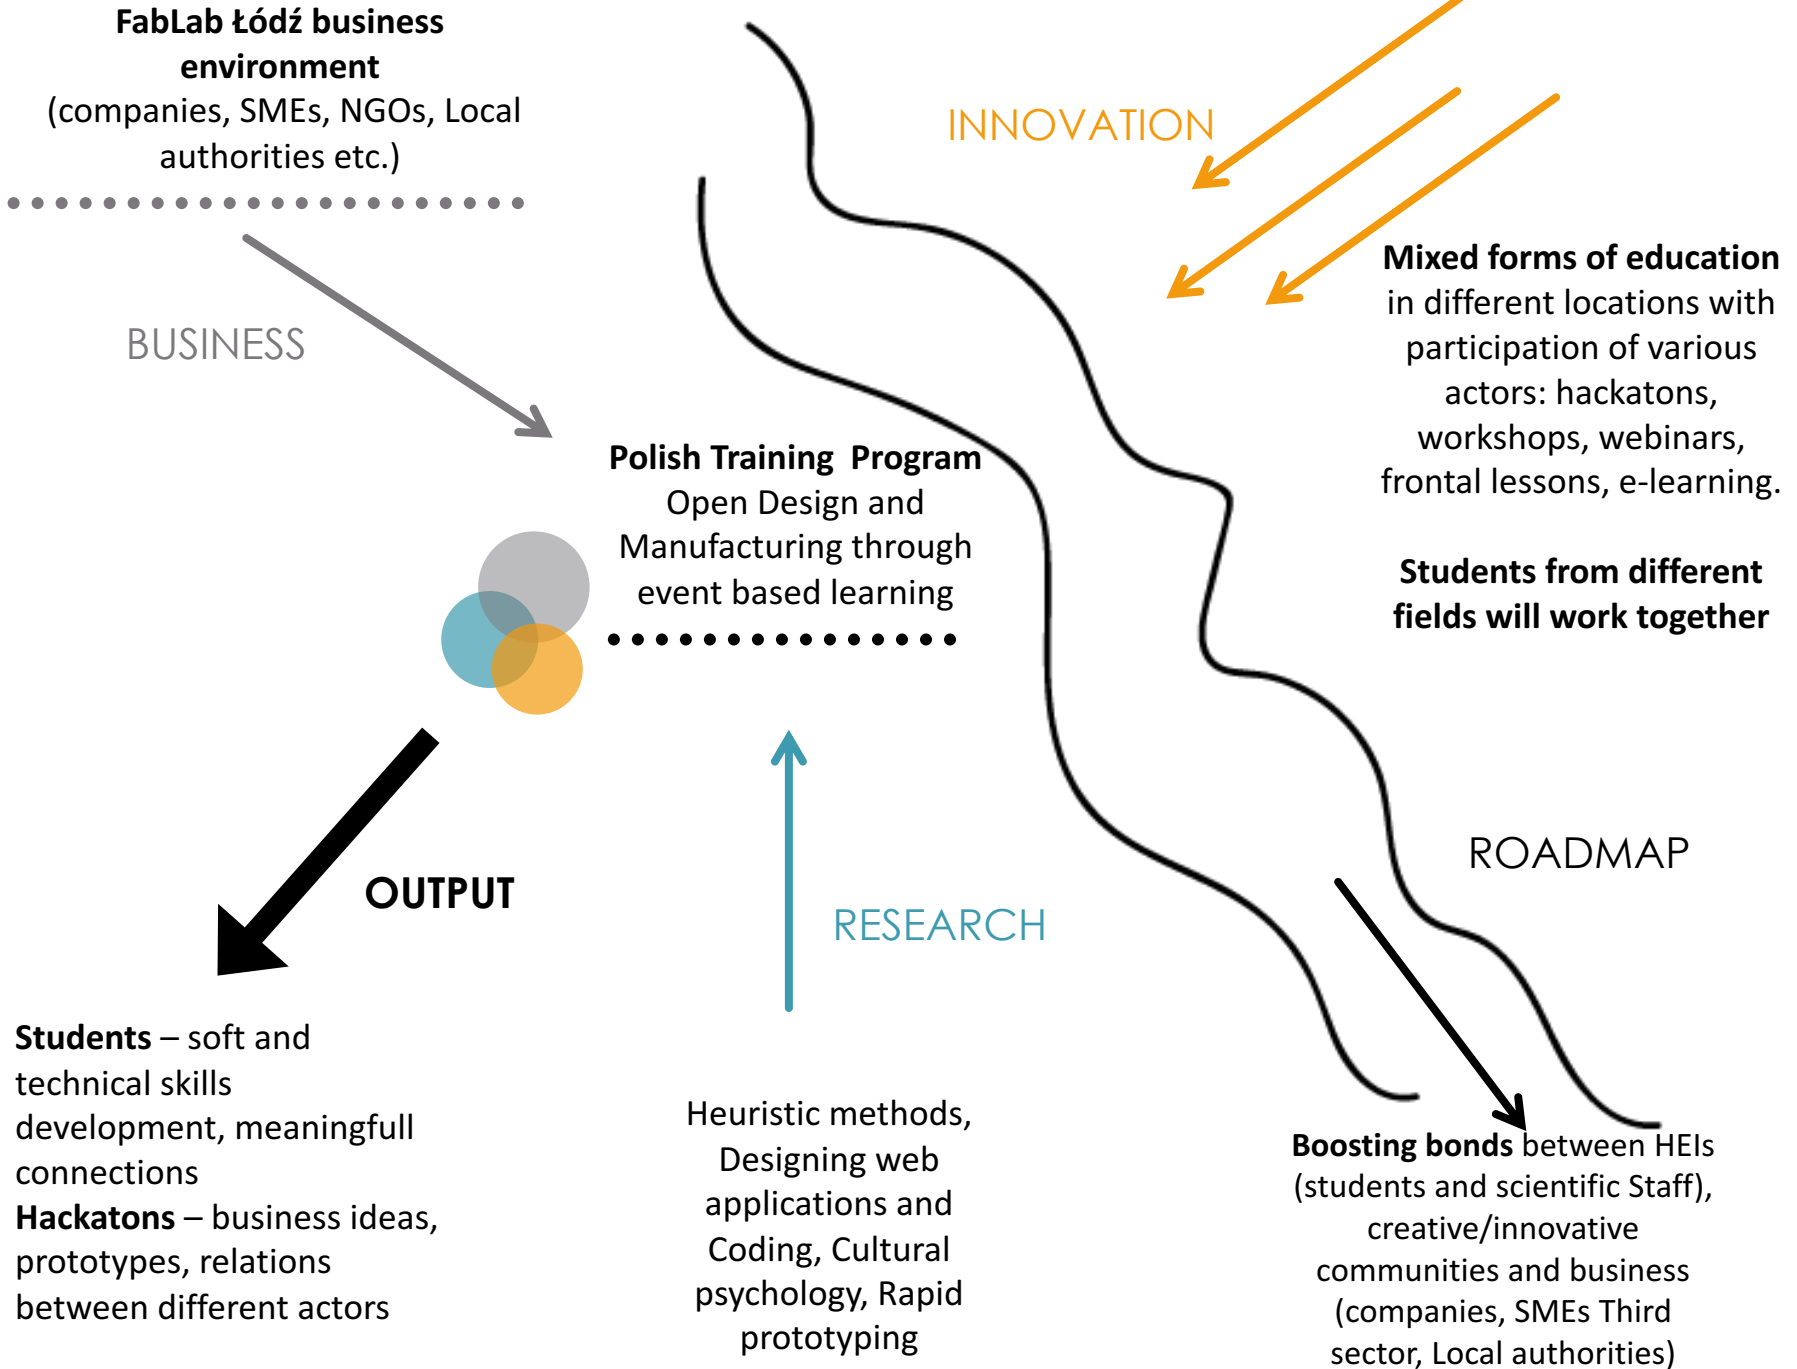 FabLab Łódź business
environment
(companies, SMEs, NGOs, Local
authorities etc.)
INNOVATION
BUSINESS
Mixed forms of education
in different locations with
participation of various
actors: hackatons,
workshops, webinars,
frontal lessons, e-learning.
Students from different
fields will work together
Polish Training Program
Open Design and
Manufacturing through
event based learning
ROADMAP
OUTPUT
RESEARCH
Students – soft and
technical skills
development, meaningfull
connections
Hackatons – business ideas,
prototypes, relations
between different actors
Heuristic methods,
Designing web
applications and
Coding, Cultural
psychology, Rapid
prototyping
Boosting bonds between HEIs
(students and scientific Staff),
creative/innovative
communities and business
(companies, SMEs Third
sector, Local authorities)